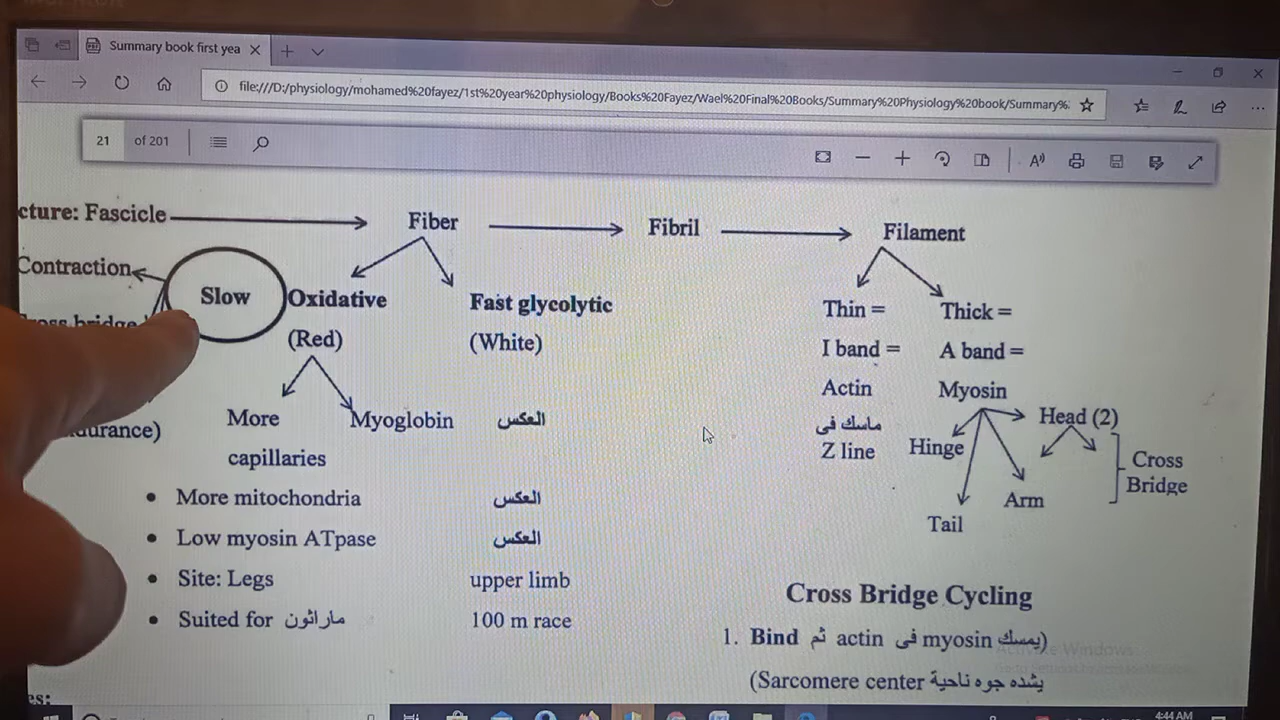 Summary book first yea
file:///D:/physiology/mohamed%20fayez/1st%20year%20physiology/Books%20Fayez/Wael%20Final%20Books/Summary%20Physiology%20book/Summary%
21 of 201
cture: Fascicle Fiber Fibril Filament
Contraction
Slow Oxidative Fast glycolytic Thin = Thick =
bridge
(Red) (White) I band = A band =
Actin Myosin
More Myoglobin العكس ماسك فى Head (2)
durance) capillaries Z line Hinge Cross
Bridge
More mitochondria العكس Arm
Tail
• Low myosin ATpase العكس
• Site: Legs upper limb
Cross Bridge Cycling
• Suited for ماراثون 100 m race
1. Bind ثم actin فى myosin يمسك)
(Sarcometer center يشده جوه ناحية
es:
4:44 AM